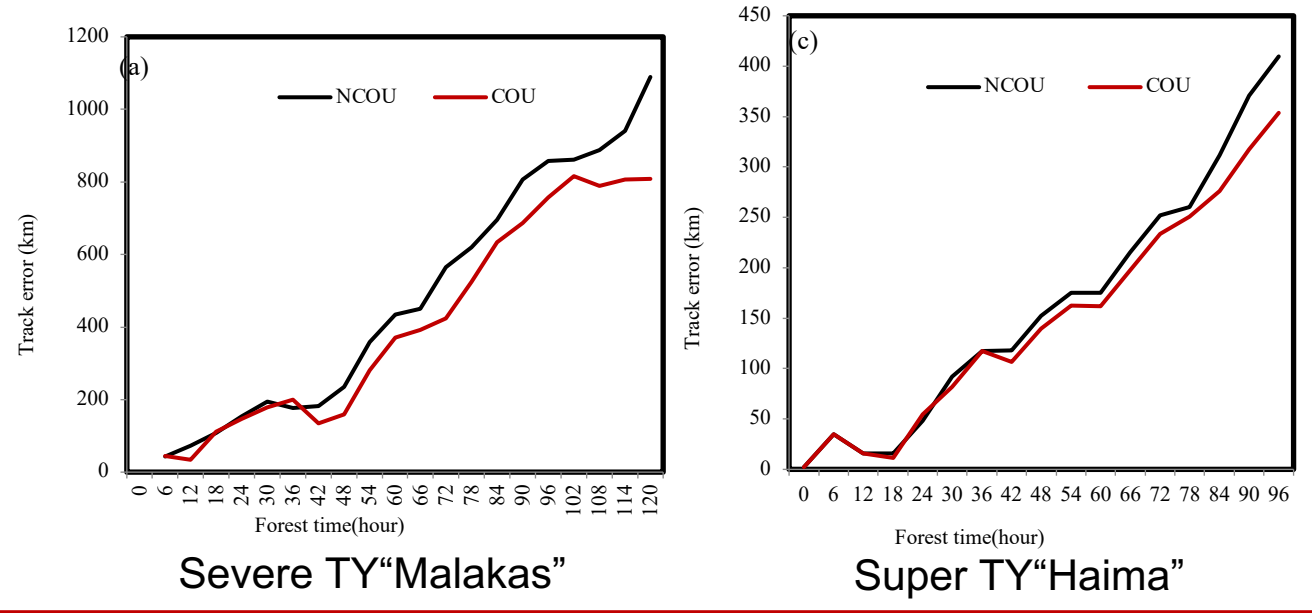 (a)
NCOU COU
1200
1000
800
600
400
200
0
Track error (km)
0 6 12 18 24 30 36 42 48 54 60 66 72 78 84 90 96 102 108 114 120
Forest time(hour)
Severe TY“Malakas”
(c)
NCOU COU
450
400
350
300
250
200
150
100
50
0
Track error (km)
0 6 12 18 24 30 36 42 48 54 60 66 72 78 84 90 96
Forest time(hour)
Super TY“Haima”